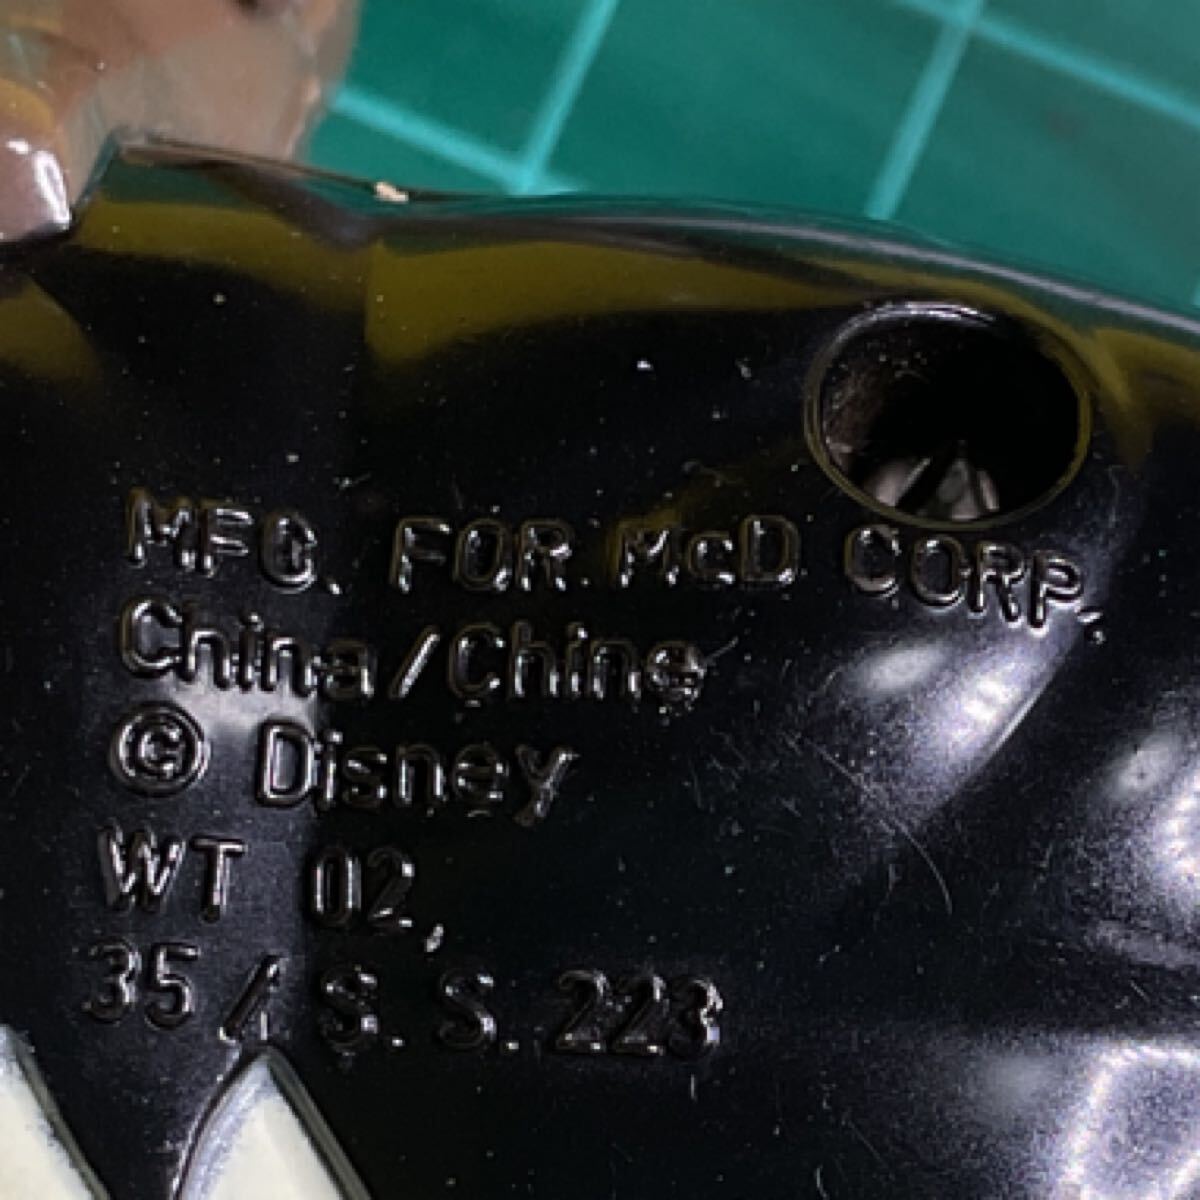 MFG. FOR McD CORP.
China/Chine
© Disney
WT 02,
35/S.S.223